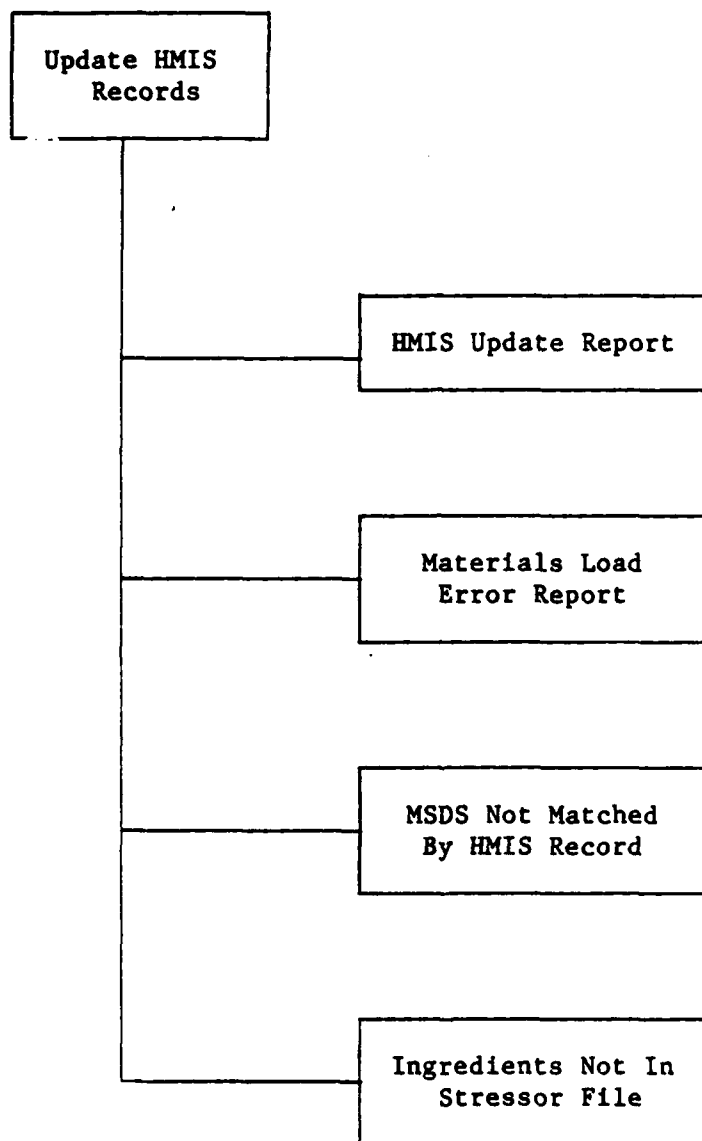 Update HMIS
Records
HMIS Update Report
Materials Load
Error Report
MSDS Not Matched
By HMIS Record
Ingredients Not In
Stressor File